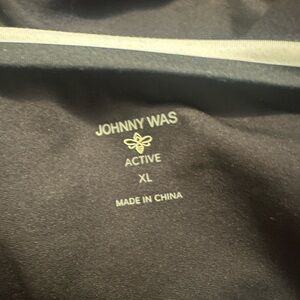 JOHNNY WAS
ACTIVE
XL
MADE IN CHINA